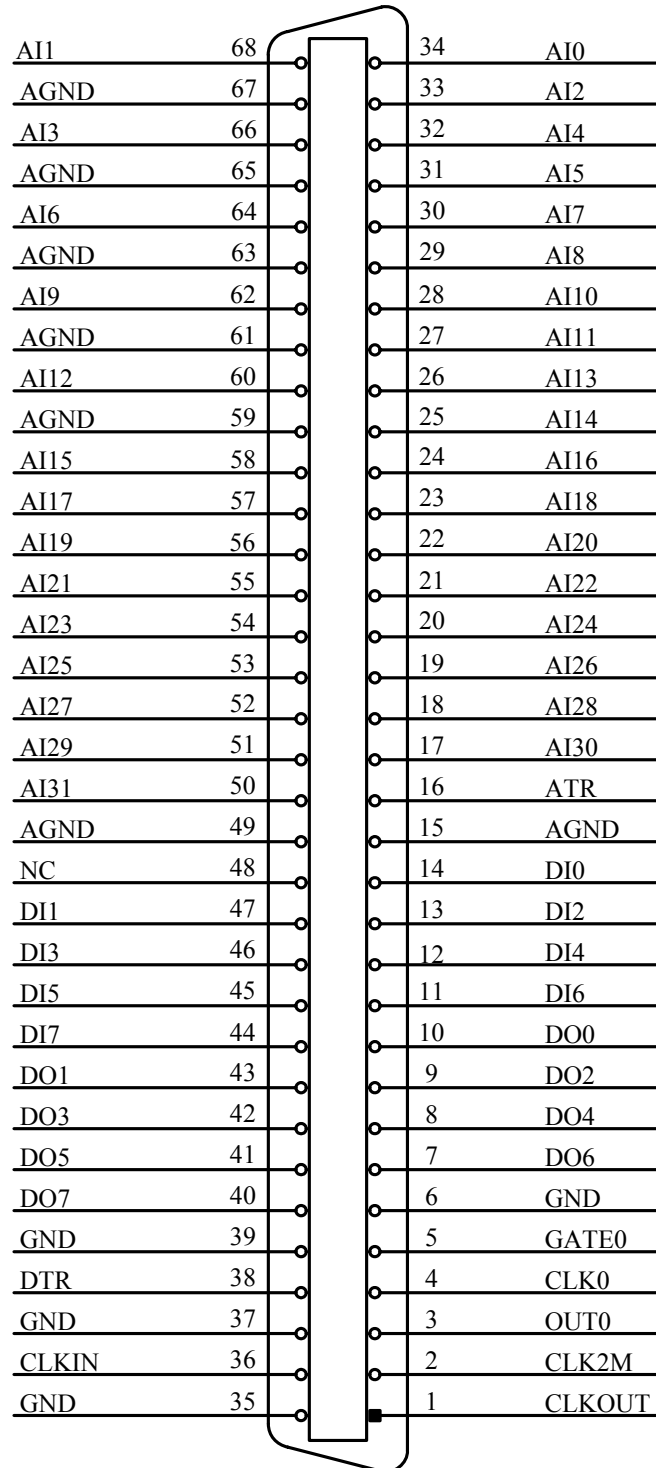 AI1 68 34 AI0
AGND 67 33 AI2
AI3 66 32 AI4
AGND 65 31 AI5
AI6 64 30 AI7
AGND 63 29 AI8
AI9 62 28 AI10
AGND 61 27 AI11
AI12 60 26 AI13
AGND 59 25 AI14
AI15 58 24 AI16
AI17 57 23 AI18
AI19 56 22 AI20
AI21 55 21 AI22
AI23 54 20 AI24
AI25 53 19 AI26
AI27 52 18 AI28
AI29 51 17 AI30
AI31 50 16 ATR
AGND 49 15 AGND
NC 48 14 DI0
DI1 47 13 DI2
DI3 46 12 DI4
DI5 45 11 DI6
DI7 44 10 DO0
DO1 43 9 DO2
DO3 42 8 DO4
DO5 41 7 DO6
DO7 40 6 GND
GND 39 5 GATE0
DTR 38 4 CLK0
GND 37 3 OUT0
CLKIN 36 2 CLK2M
GND 35 1 CLKOUT